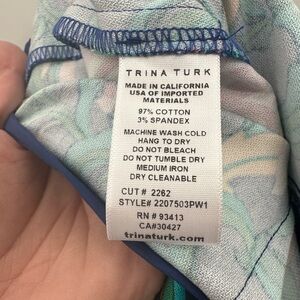 TRINA TURK
MADE IN CALIFORNIA
USA OF IMPORTED
MATERIALS
97% COTTON
3% SPANDEX
MACHINE WASH COLD
HANG TO DRY
DO NOT BLEACH
DO NOT TUMBLE DRY
MEDIUM IRON
DRY CLEANABLE
CUT # 2262
STYLE# 2207503PW1
RN # 93413
CA#30427
trinaturk.com